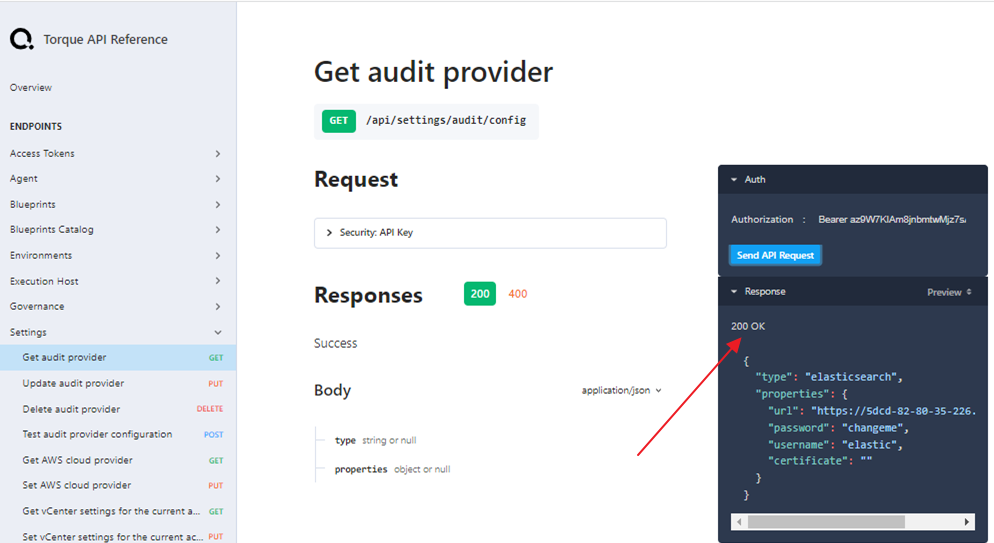 Torque API Reference
Overview
ENDPOINTS
Access Tokens
Agent
Blueprints
Blueprints Catalog
Environments
Execution Host
Governance
Settings
Get audit provider GET
Update audit provider PUT
Delete audit provider DELETE
Test audit provider configuration POST
Get AWS cloud provider GET
Set AWS cloud provider PUT
Get vCenter settings for the current a... GET
Set vCenter settings for the current ac... PUT
Get audit provider
GET /api/settings/audit/config
Request
Security: API Key
Responses 200 400
Success
Body application/json
type string or null
properties object or null
Auth
Authorization : Bearer az9W7KlAm8jnbmtwMjz7s
Send API Request
Response Preview
200 OK
{
"type": "elasticsearch",
"properties": {
"url": "https://5dcd-82-80-35-226.
"password": "changeme",
"username": "elastic",
"certificate": ""
}
}